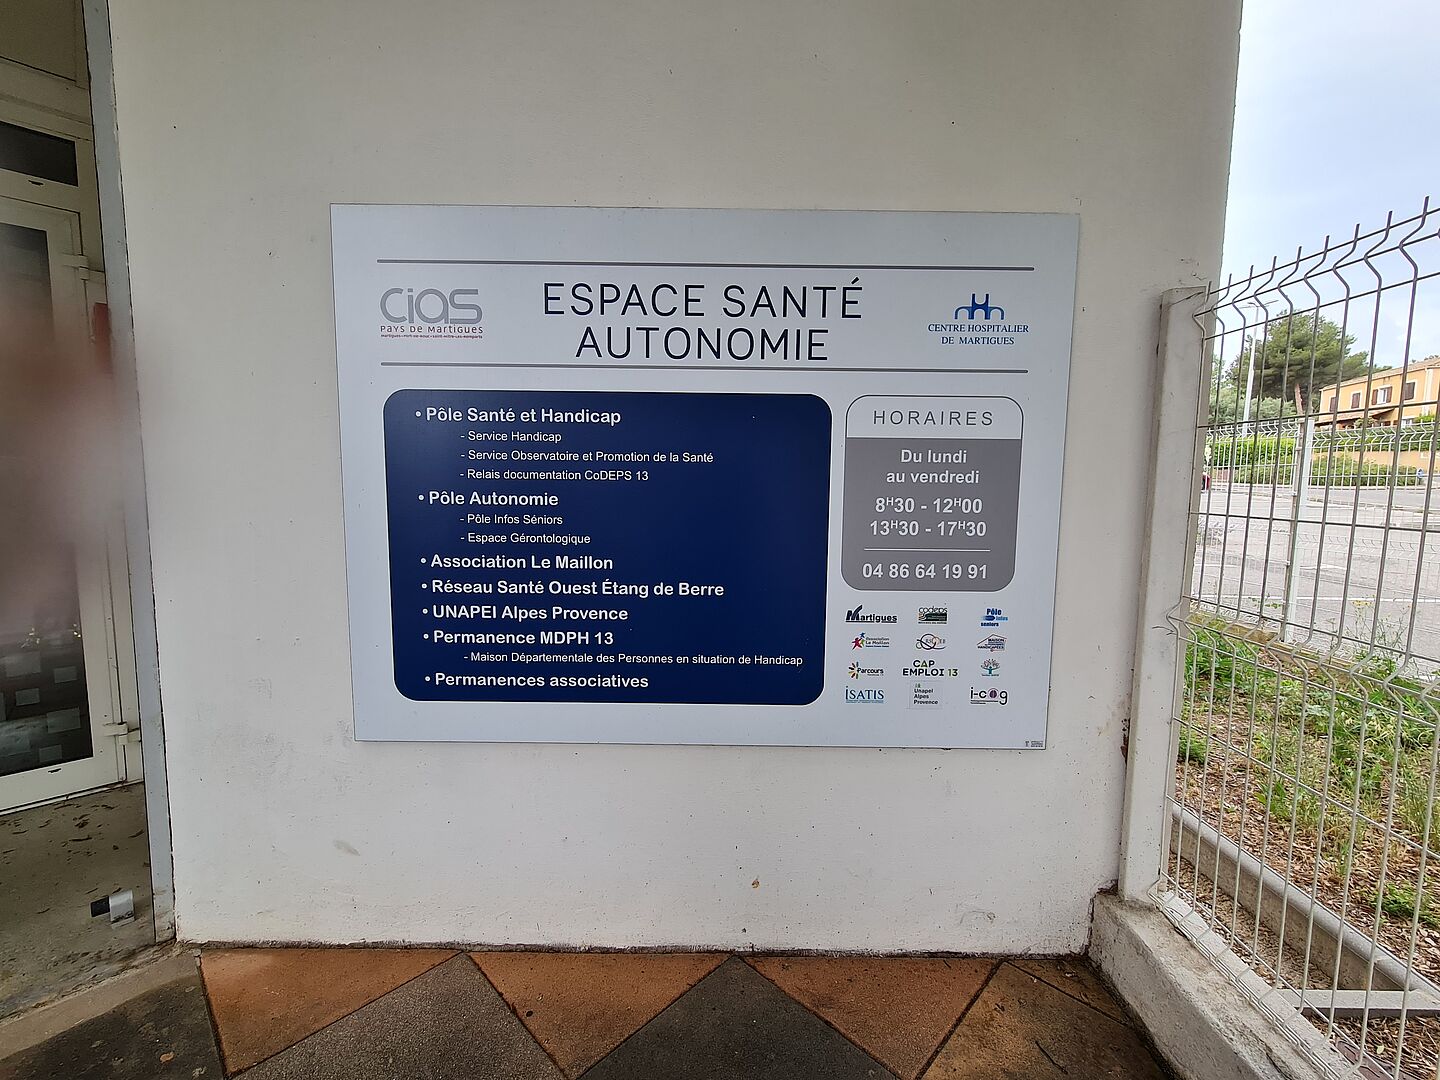 cias
PAYS DE MARTIGUES
ESPACE SANTÉ
AUTONOMIE
CENTRE HOSPITALIER
DE MARTIGUES
• Pôle Santé et Handicap
- Service Handicap
- Service Observatoire et Promotion de la Santé
- Relais documentation CoDEPS 13
• Pôle Autonomie
- Pôle Infos Séniors
- Espace Gérontologique
• Association Le Maillon
• Réseau Santé Ouest Étang de Berre
• UNAPEI Alpes Provence
• Permanence MDPH 13
- Maison Départementale des Personnes en situation de Handicap
• Permanences associatives
HORAIRES
Du lundi
au vendredi
8H30 - 12H00
13H30 - 17H30
04 86 64 19 91
Martigues
codeps
Pôle
infos
seniors
Association
Le Maillon
Parcours
CAP
EMPLOI 13
iSATIS
Unapei
Alpes
Provence
i-cog